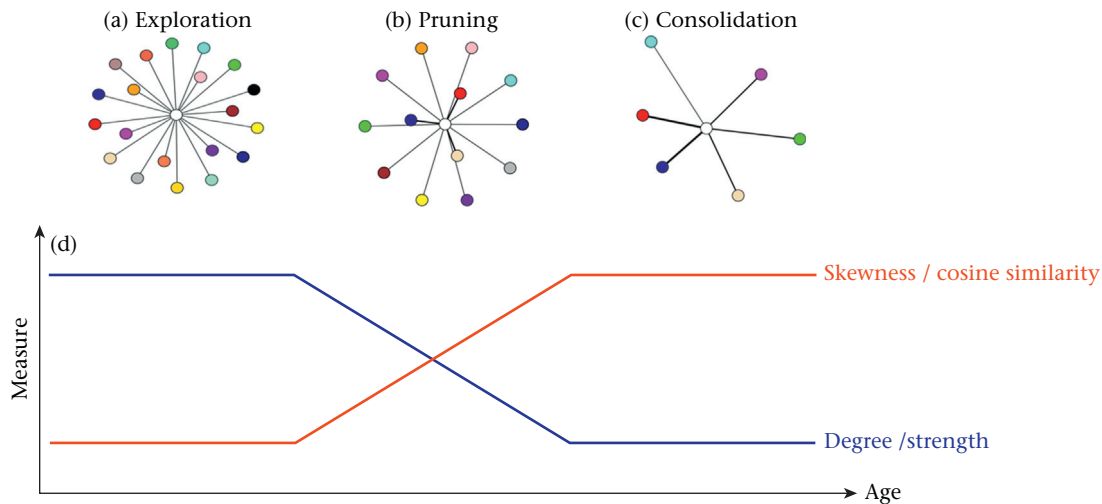 (a) Exploration
(b) Pruning
(c) Consolidation
(d)
Measure
Skewness / cosine similarity
Degree /strength
Age